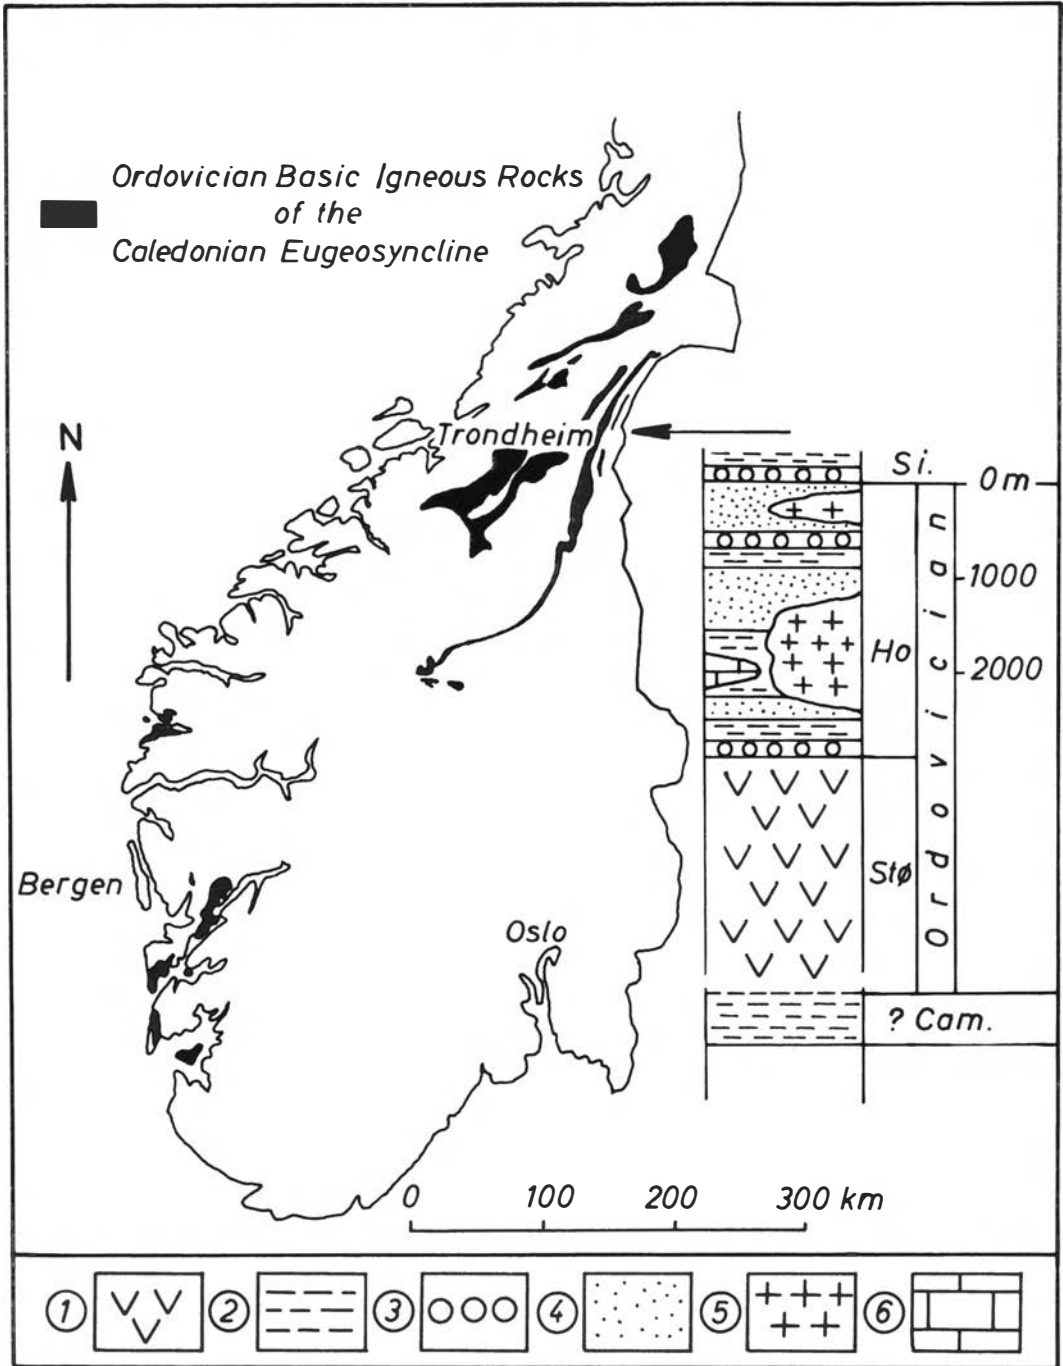 Ordovician Basic Igneous Rocks
of the
Caledonian Eugeosyncline
N
Trondheim
Si.
0 m
1000
Ho
2000
Ordovician
Stø
Bergen
Oslo
? Cam.
0 100 200 300 km
1 2 3 4 5 6